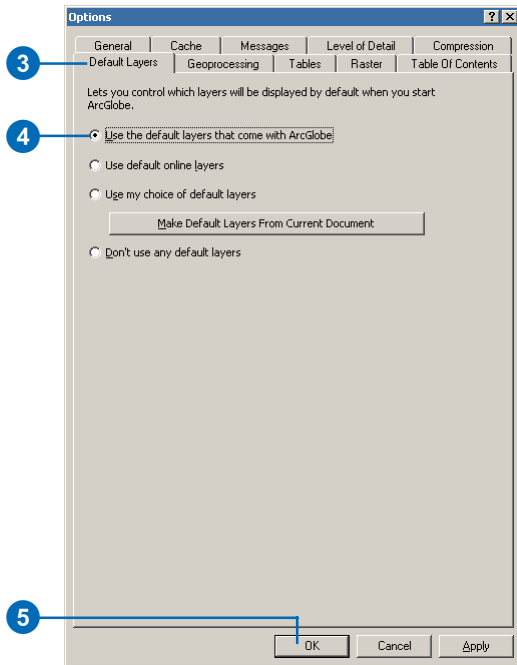 Options
General Cache Messages Level of Detail Compression
3 Default Layers Geoprocessing Tables Raster Table Of Contents
Lets you control which layers will be displayed by default when you start
ArcGlobe.
4 Use the default layers that come with ArcGlobe
Use default online layers
Use my choice of default layers
Make Default Layers From Current Document
Don't use any default layers
5 OK Cancel Apply